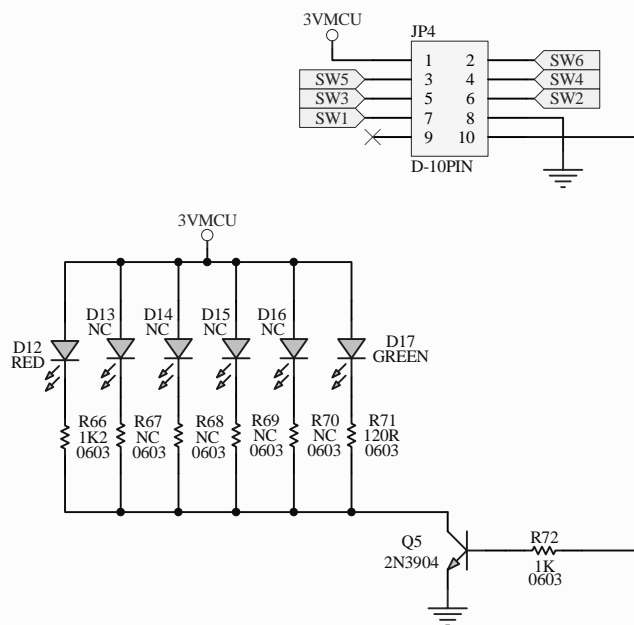 3VMCU
JP4
1 2
3 4
5 6
7 8
9 10
SW5
SW3
SW1
SW6
SW4
SW2
D-10PIN
3VMCU
D12
RED
D13
NC
D14
NC
D15
NC
D16
NC
D17
GREEN
R66
1K2
0603
R67
NC
0603
R68
NC
0603
R69
NC
0603
R70
NC
0603
R71
120R
0603
Q5
2N3904
R72
1K
0603